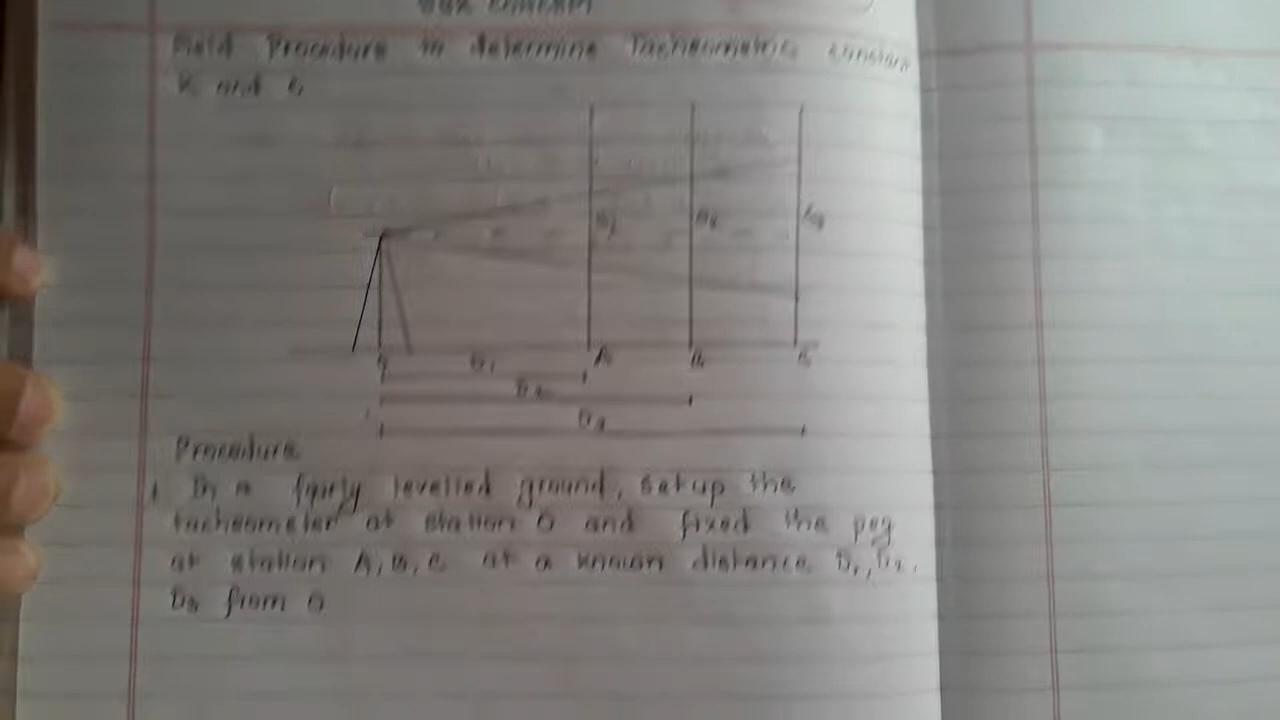 Field Procedure to determine Tacheometric constant
K and C
S1
S2
S3
O
D1
A
B
C
D2
D3
Procedure
1 In a fairly levelled ground, setup the
tacheometer at station O and fixed the peg
at station A, B, C at a known distance D1, D2,
D3 from O